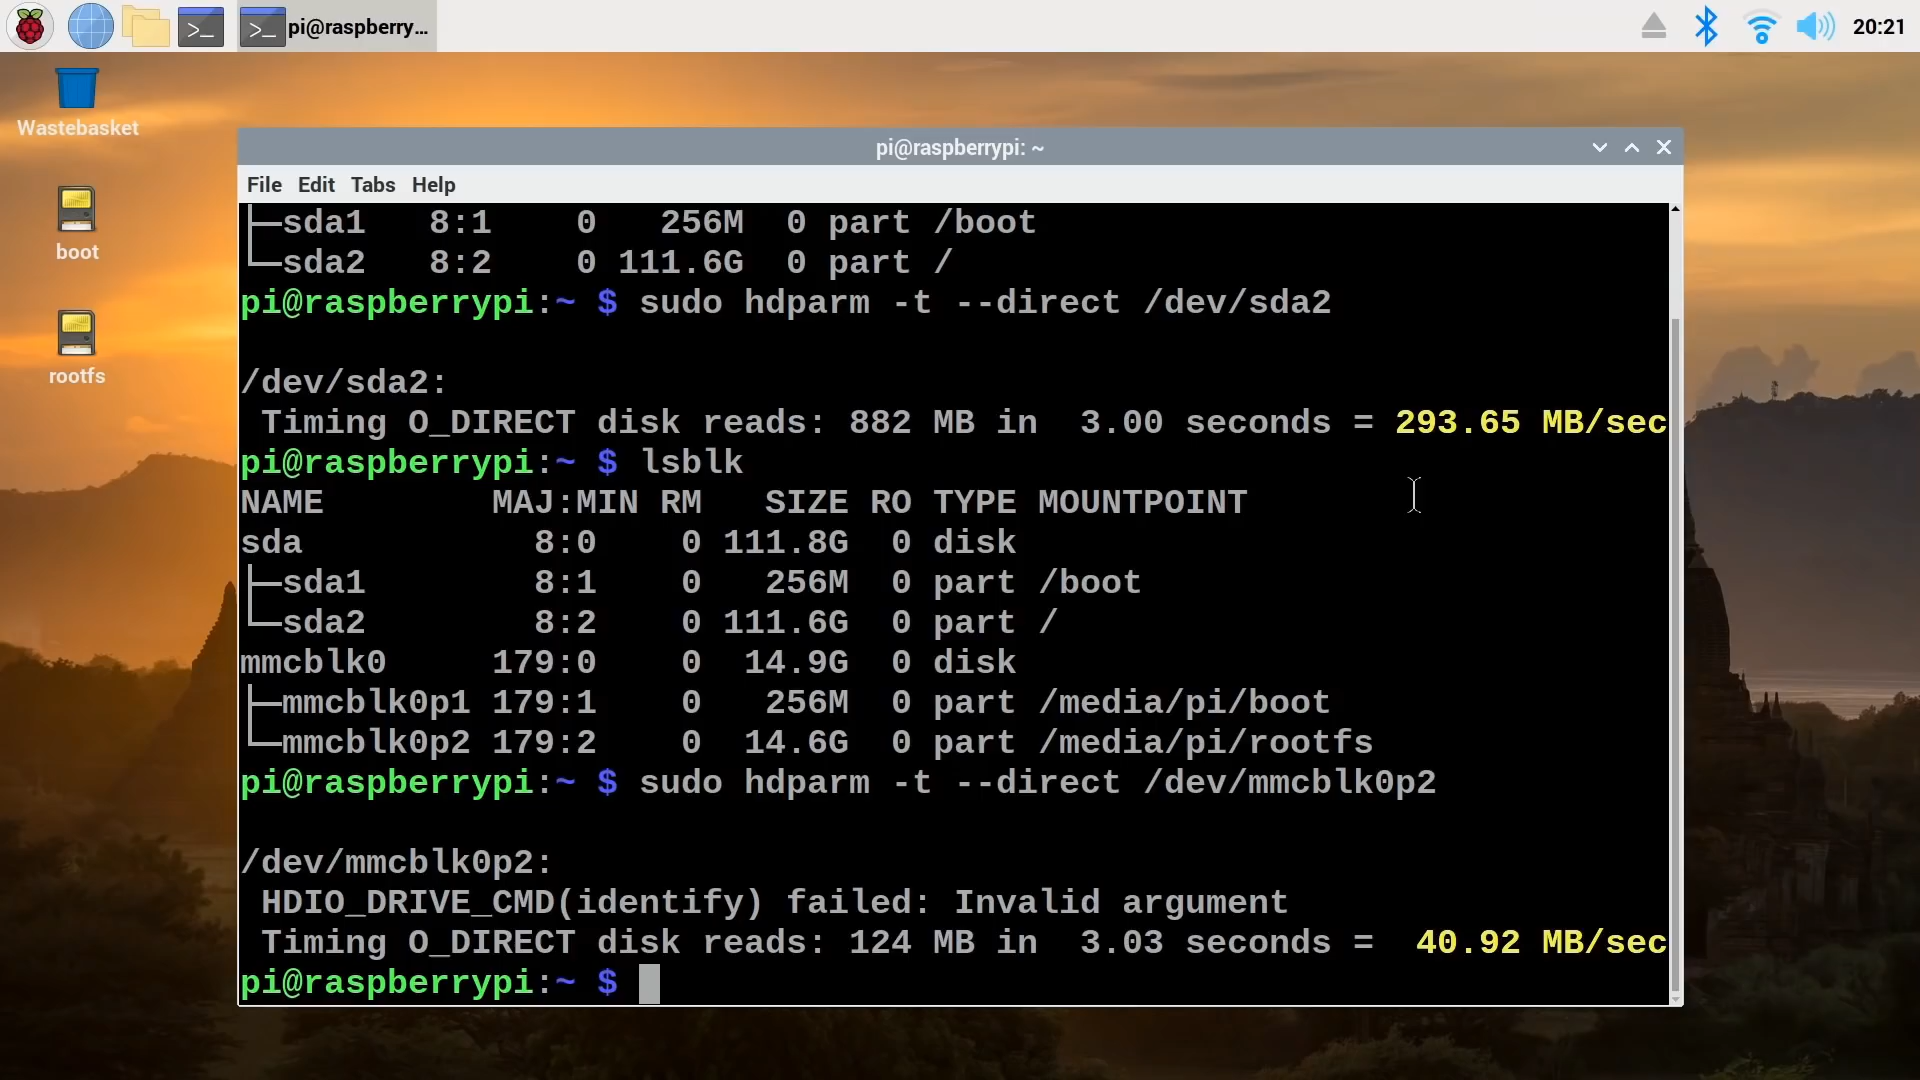 pi@raspberry...
20:21
Wastebasket
boot
rootfs
pi@raspberrypi: ~
File Edit Tabs Help
├─sda1   8:1    0   256M  0 part /boot
└─sda2   8:2    0 111.6G  0 part /
pi@raspberrypi:~ $ sudo hdparm -t --direct /dev/sda2
/dev/sda2:
 Timing O_DIRECT disk reads: 882 MB in  3.00 seconds = 293.65 MB/sec
pi@raspberrypi:~ $ lsblk
NAME        MAJ:MIN RM   SIZE RO TYPE MOUNTPOINT
sda           8:0    0 111.8G  0 disk
├─sda1        8:1    0   256M  0 part /boot
└─sda2        8:2    0 111.6G  0 part /
mmcblk0     179:0    0  14.9G  0 disk
├─mmcblk0p1 179:1    0   256M  0 part /media/pi/boot
└─mmcblk0p2 179:2    0  14.6G  0 part /media/pi/rootfs
pi@raspberrypi:~ $ sudo hdparm -t --direct /dev/mmcblk0p2
/dev/mmcblk0p2:
 HDIO_DRIVE_CMD(identify) failed: Invalid argument
 Timing O_DIRECT disk reads: 124 MB in  3.03 seconds =  40.92 MB/sec
pi@raspberrypi:~ $